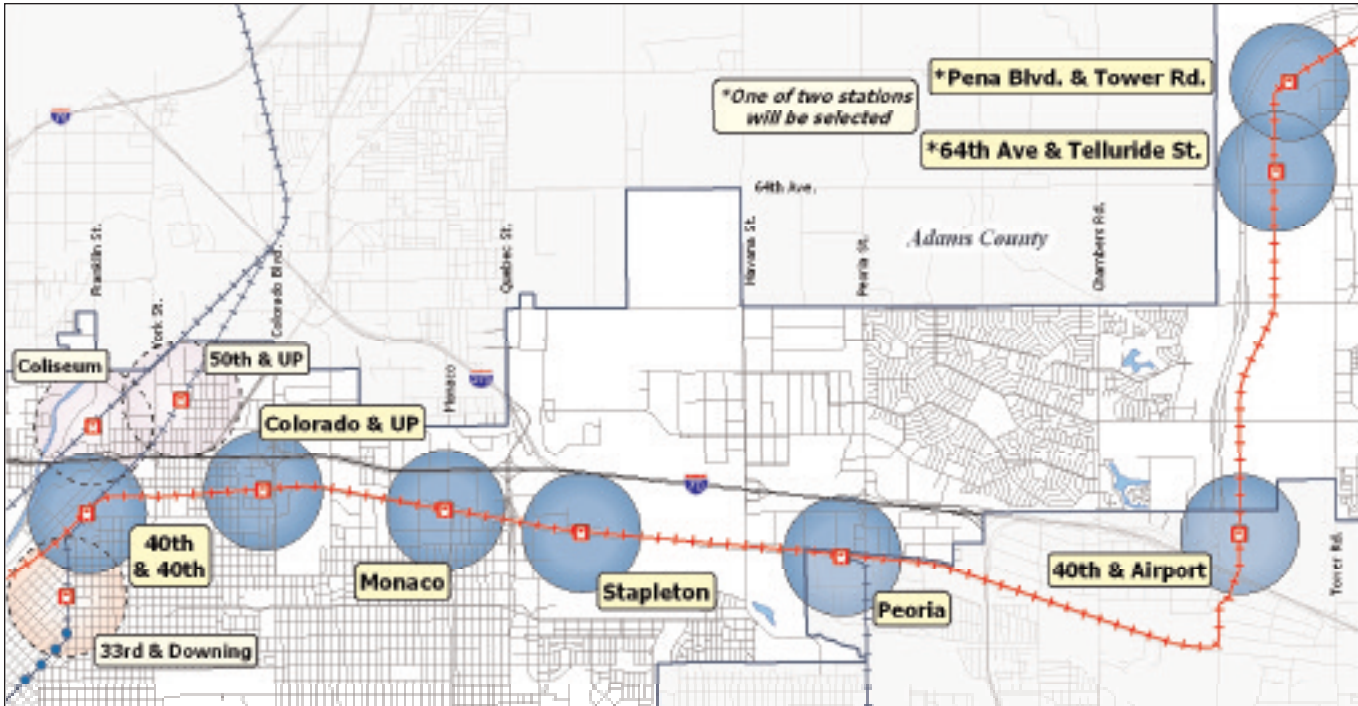 *Pena Blvd. & Tower Rd.
*One of two stations
will be selected
*64th Ave & Telluride St.
64th Ave.
Adams County
Franklin St.
York St.
Colorado Blvd.
Quebec St.
Havana St.
Peoria St.
Chambers Rd.
Coliseum
50th & UP
Monaco
Colorado & UP
40th
& 40th
Monaco
Stapleton
Peoria
40th & Airport
Tower Rd.
33rd & Downing